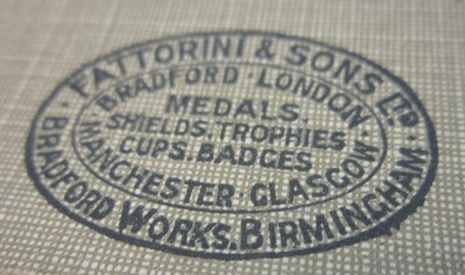 FATTORINI & SONS LTD.
BRADFORD · LONDON ·
MEDALS,
SHIELDS, TROPHIES
CUPS. BADGES
MANCHESTER · GLASGOW
· BRADFORD WORKS, BIRMINGHAM ·